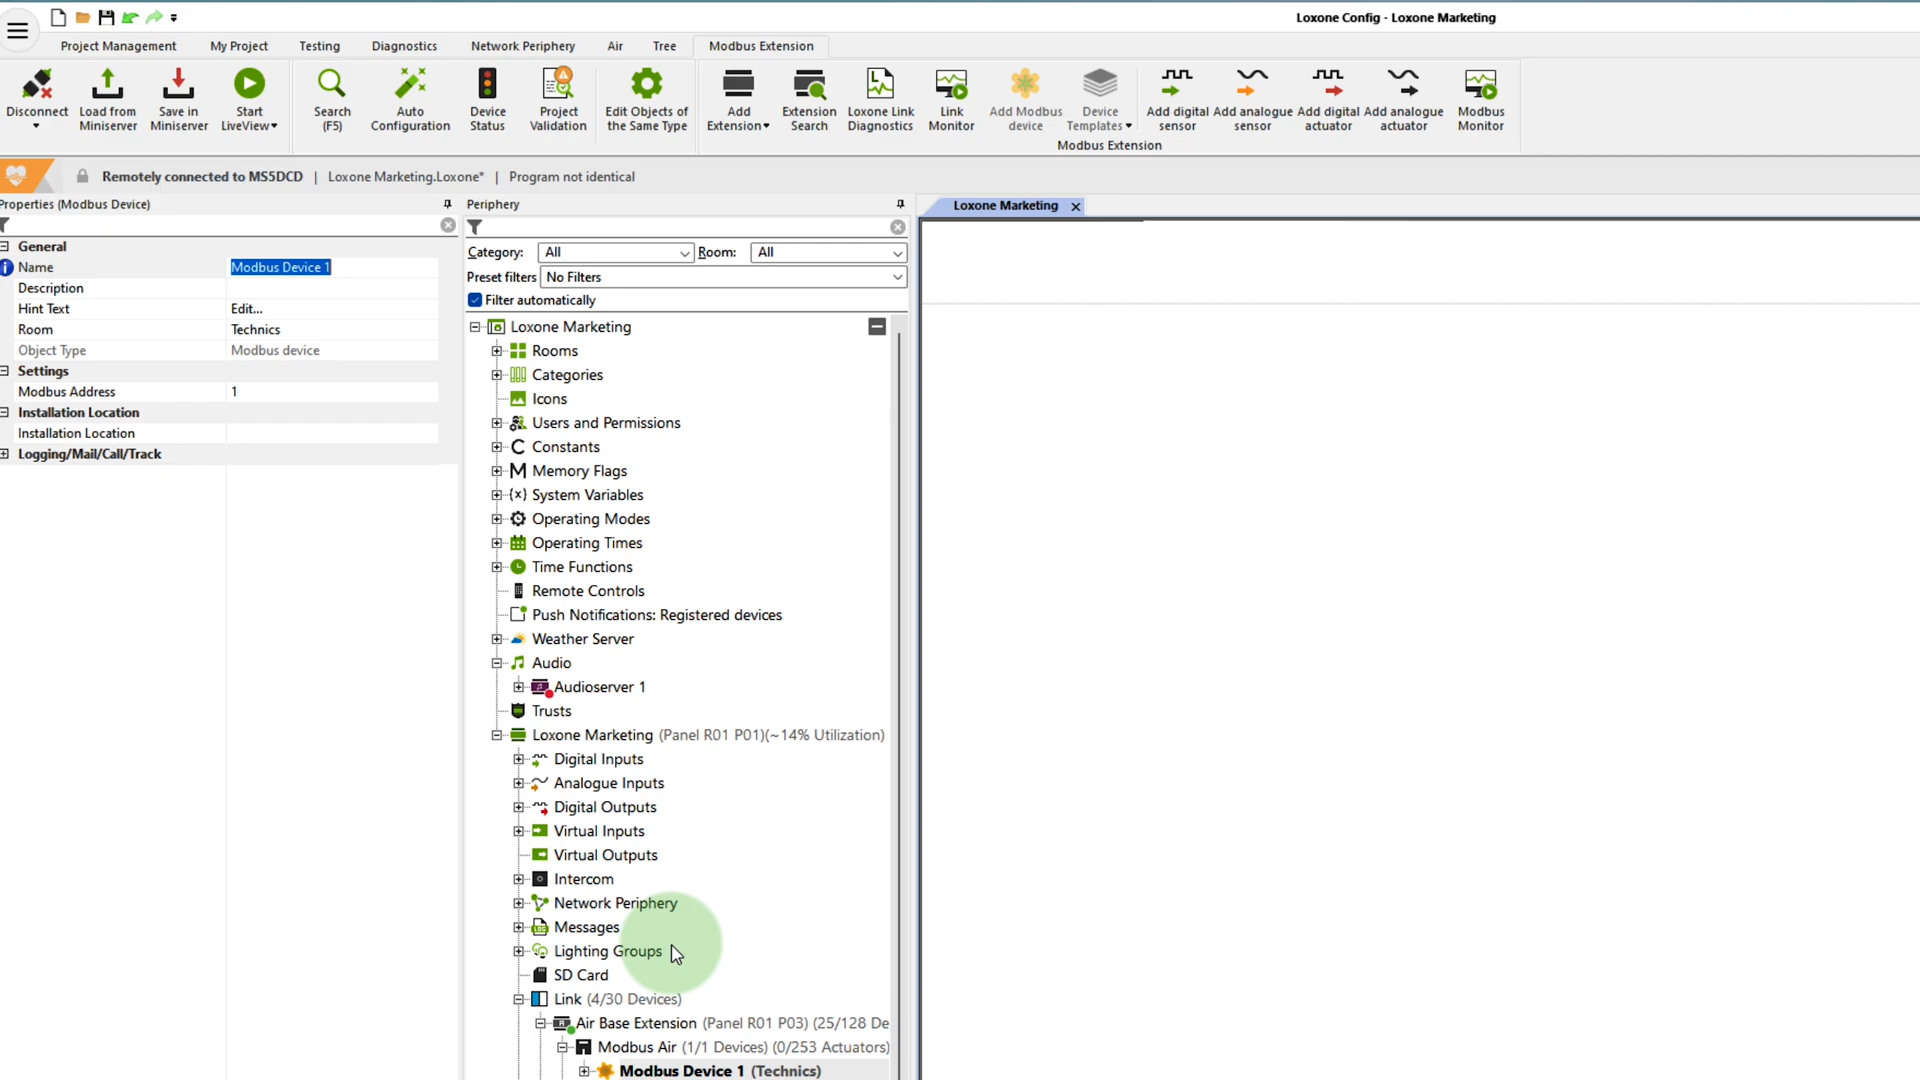 Loxone Config - Loxone Marketing
Project Management My Project Testing Diagnostics Network Periphery Air Tree Modbus Extension
Disconnect
Load from Miniserver
Save in Miniserver
Start LiveView
Search (F5)
Auto Configuration
Device Status
Project Validation
Edit Objects of the Same Type
Add Extension
Extension Search
Loxone Link Diagnostics
Link Monitor
Add Modbus device
Device Templates
Add digital sensor
Add analogue sensor
Add digital actuator
Add analogue actuator
Modbus Monitor
Modbus Extension
Remotely connected to MS5DCD | Loxone Marketing.Loxone* | Program not identical
Properties (Modbus Device)
General
Name Modbus Device 1
Description
Hint Text Edit...
Room Technics
Object Type Modbus device
Settings
Modbus Address 1
Installation Location
Installation Location
Logging/Mail/Call/Track
Periphery
Category: All Room: All
Preset filters No Filters
Filter automatically
Loxone Marketing
Rooms
Categories
Icons
Users and Permissions
C Constants
M Memory Flags
(x) System Variables
Operating Modes
Operating Times
Time Functions
Remote Controls
Push Notifications: Registered devices
Weather Server
Audio
Audioserver 1
Trusts
Loxone Marketing (Panel R01 P01)(~14% Utilization)
Digital Inputs
Analogue Inputs
Digital Outputs
Virtual Inputs
Virtual Outputs
Intercom
Network Periphery
Messages
Lighting Groups
SD Card
Link (4/30 Devices)
Air Base Extension (Panel R01 P03) (25/128 De
Modbus Air (1/1 Devices) (0/253 Actuators)
Modbus Device 1 (Technics)
Loxone Marketing